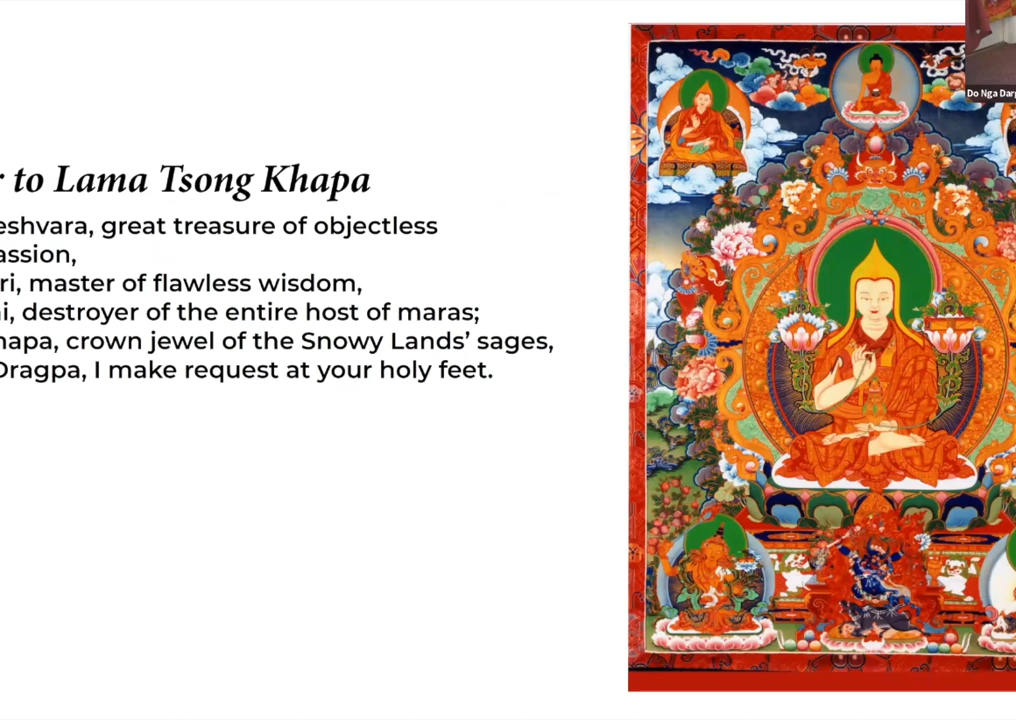 r to Lama Tsong Khapa
eshvara, great treasure of objectless
assion,
ri, master of flawless wisdom,
i, destroyer of the entire host of maras;
hapa, crown jewel of the Snowy Lands’ sages,
Dragpa, I make request at your holy feet.
Do Nga Darg